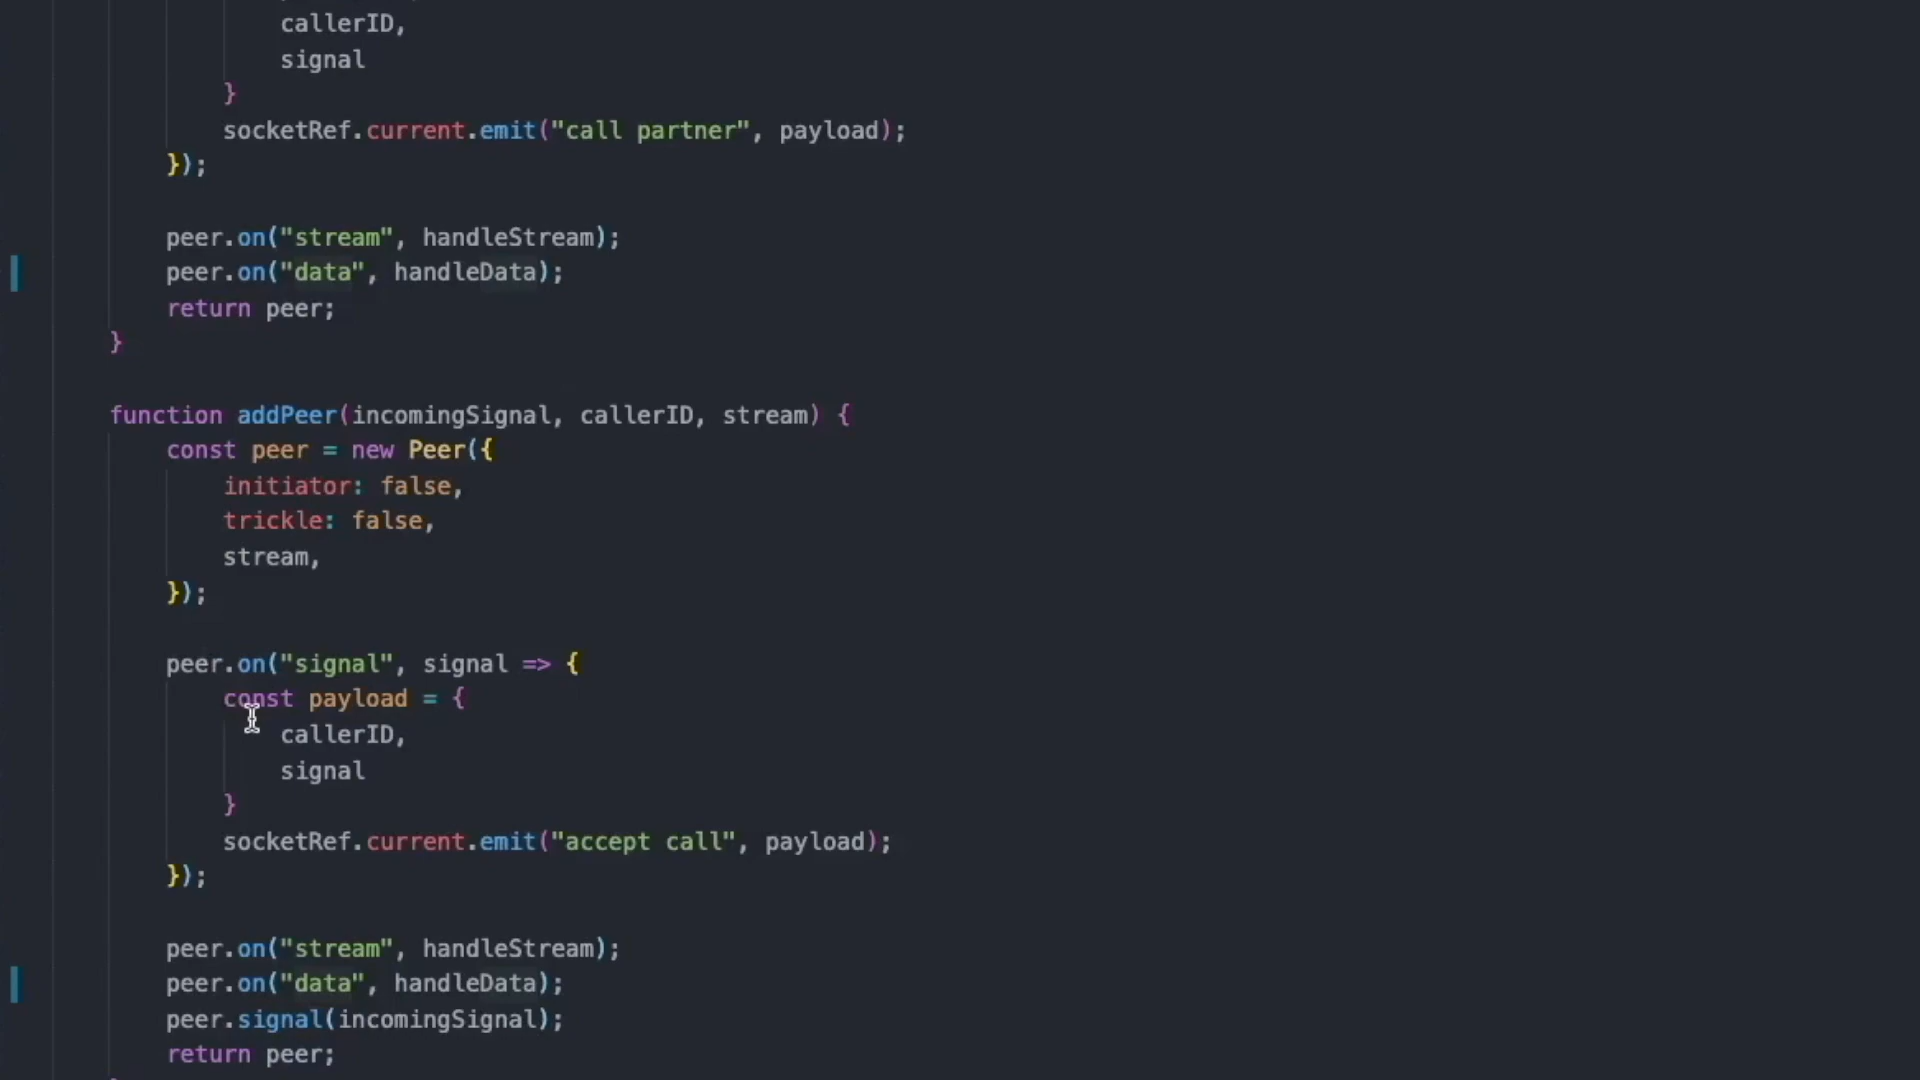 callerID,
signal
}
socketRef.current.emit("call partner", payload);
});
peer.on("stream", handleStream);
peer.on("data", handleData);
return peer;
}
function addPeer(incomingSignal, callerID, stream) {
const peer = new Peer({
initiator: false,
trickle: false,
stream,
});
peer.on("signal", signal => {
const payload = {
callerID,
signal
}
socketRef.current.emit("accept call", payload);
});
peer.on("stream", handleStream);
peer.on("data", handleData);
peer.signal(incomingSignal);
return peer;